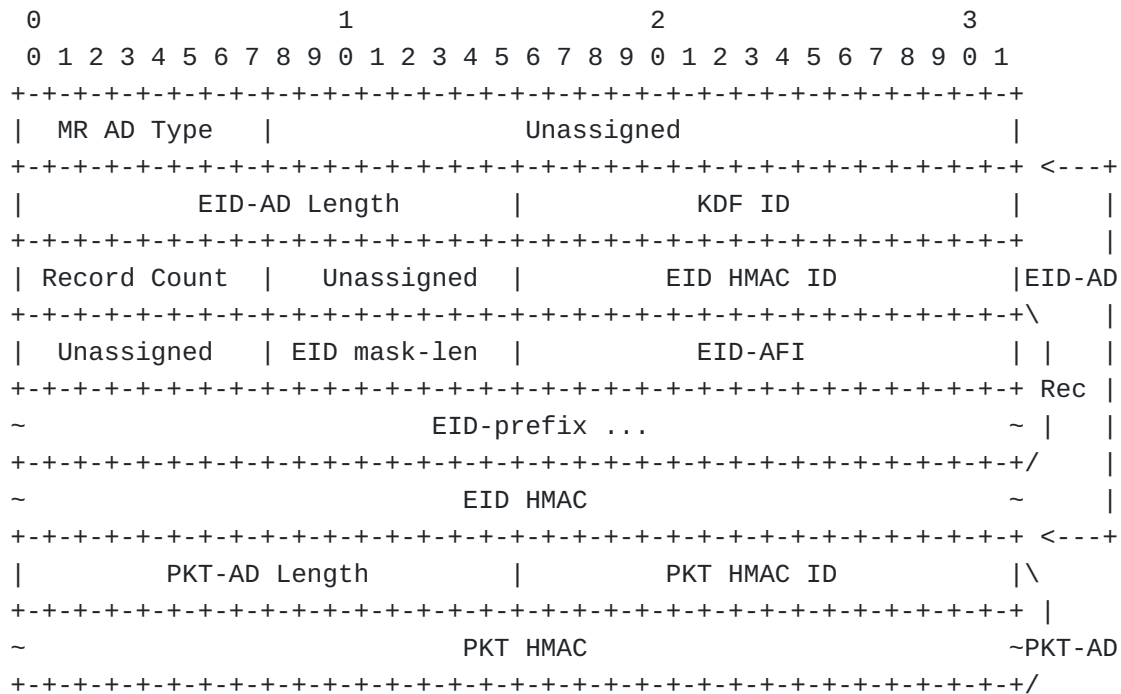 0                   1                   2                   3
 0 1 2 3 4 5 6 7 8 9 0 1 2 3 4 5 6 7 8 9 0 1 2 3 4 5 6 7 8 9 0 1
+-+-+-+-+-+-+-+-+-+-+-+-+-+-+-+-+-+-+-+-+-+-+-+-+-+-+-+-+-+-+-+-+
|  MR AD Type   |                Unassigned                     |
+-+-+-+-+-+-+-+-+-+-+-+-+-+-+-+-+-+-+-+-+-+-+-+-+-+-+-+-+-+-+-+-+ <---+
|           EID-AD Length       |           KDF ID              |     |
+-+-+-+-+-+-+-+-+-+-+-+-+-+-+-+-+-+-+-+-+-+-+-+-+-+-+-+-+-+-+-+-+     |
| Record Count  |   Unassigned  |         EID HMAC ID           |EID-AD
+-+-+-+-+-+-+-+-+-+-+-+-+-+-+-+-+-+-+-+-+-+-+-+-+-+-+-+-+-+-+-+-+\    |
|  Unassigned   | EID mask-len  |           EID-AFI             | |   |
+-+-+-+-+-+-+-+-+-+-+-+-+-+-+-+-+-+-+-+-+-+-+-+-+-+-+-+-+-+-+-+-+ Rec |
~                          EID-prefix ...                       ~ |   |
+-+-+-+-+-+-+-+-+-+-+-+-+-+-+-+-+-+-+-+-+-+-+-+-+-+-+-+-+-+-+-+-+/    |
~                            EID HMAC                           ~     |
+-+-+-+-+-+-+-+-+-+-+-+-+-+-+-+-+-+-+-+-+-+-+-+-+-+-+-+-+-+-+-+-+ <---+
|         PKT-AD Length         |         PKT HMAC ID           |\
+-+-+-+-+-+-+-+-+-+-+-+-+-+-+-+-+-+-+-+-+-+-+-+-+-+-+-+-+-+-+-+-+ |
~                            PKT HMAC                           ~PKT-AD
+-+-+-+-+-+-+-+-+-+-+-+-+-+-+-+-+-+-+-+-+-+-+-+-+-+-+-+-+-+-+-+-+/